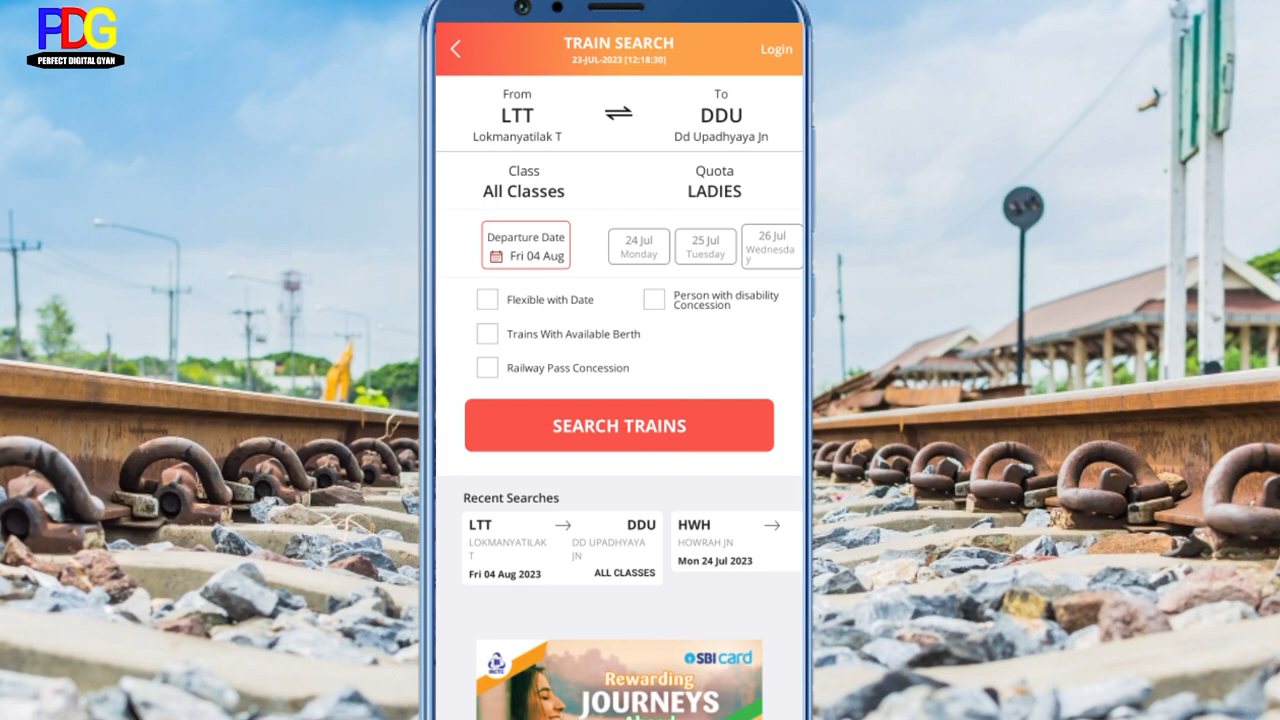 PDG
PERFECT DIGITAL GYAN
TRAIN SEARCH
23-JUL-2023 [12:18:30]
Login
From
LTT
Lokmanyatilak T
To
DDU
Dd Upadhyaya Jn
Class
All Classes
Quota
LADIES
Departure Date
Fri 04 Aug
24 Jul
Monday
25 Jul
Tuesday
26 Jul
Wednesda
y
Flexible with Date
Person with disability
Concession
Trains With Available Berth
Railway Pass Concession
SEARCH TRAINS
Recent Searches
LTT
DDU
LOKMANYATILAK
T
DD UPADHYAYA
JN
Fri 04 Aug 2023
ALL CLASSES
HWH
HOWRAH JN
Mon 24 Jul 2023
IRCTC
SBI card
Rewarding
JOURNEYS